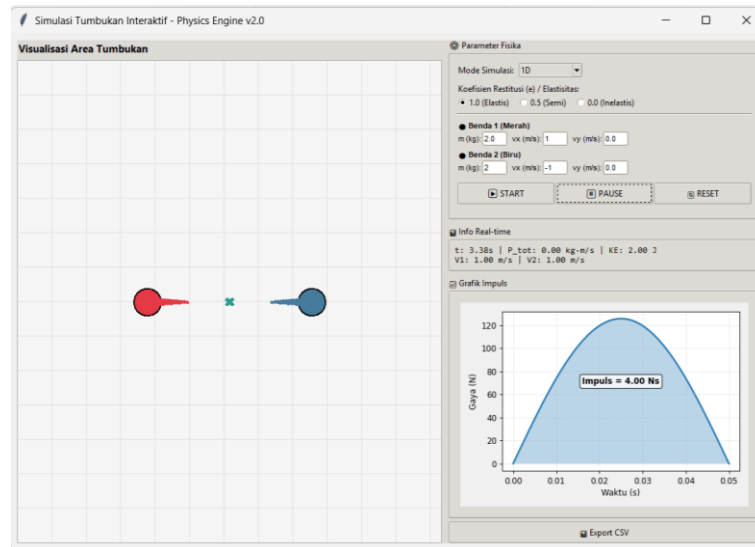 Simulasi Tumbukan Interaktif - Physics Engine v2.0
Visualisasi Area Tumbukan
Parameter Fisika
Mode Simulasi: 1D
Koefisien Restitusi (e) / Elastisitas:
1.0 (Elastis) 0.5 (Semi) 0.0 (Inelastis)
Benda 1 (Merah)
m (kg): 2.0 vx (m/s): 1 vy (m/s): 0.0
Benda 2 (Biru)
m (kg): 2 vx (m/s): -1 vy (m/s): 0.0
START PAUSE RESET
Info Real-time
t: 3.38s | P_tot: 0.00 kg-m/s | KE: 2.00 J
V1: 1.00 m/s | V2: 1.00 m/s
Grafik Impuls
120
100
80
60
40
20
0
Gaya (N)
Impuls = 4.00 Ns
0.00 0.01 0.02 0.03 0.04 0.05
Waktu (s)
Export CSV